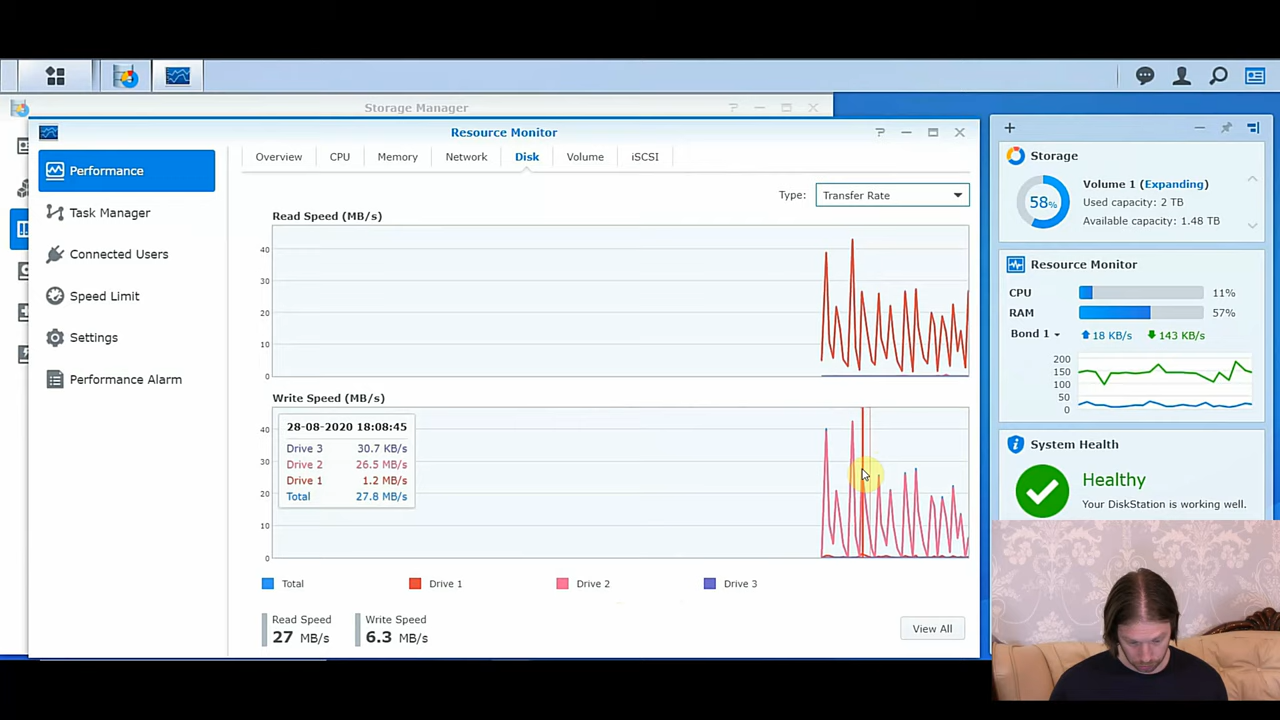 Storage Manager
Resource Monitor
Performance
Task Manager
Connected Users
Speed Limit
Settings
Performance Alarm
Overview CPU Memory Network Disk Volume iSCSI
Type: Transfer Rate
Read Speed (MB/s)
40
30
20
10
0
Write Speed (MB/s)
40
30
20
10
0
28-08-2020 18:08:45
Drive 3 30.7 KB/s
Drive 2 26.5 MB/s
Drive 1 1.2 MB/s
Total 27.8 MB/s
Total Drive 1 Drive 2 Drive 3
Read Speed
27 MB/s
Write Speed
6.3 MB/s
View All
Storage
58%
Volume 1 (Expanding)
Used capacity: 2 TB
Available capacity: 1.48 TB
Resource Monitor
CPU 11%
RAM 57%
Bond 1 18 KB/s 143 KB/s
200
150
100
50
0
System Health
Healthy
Your DiskStation is working well.